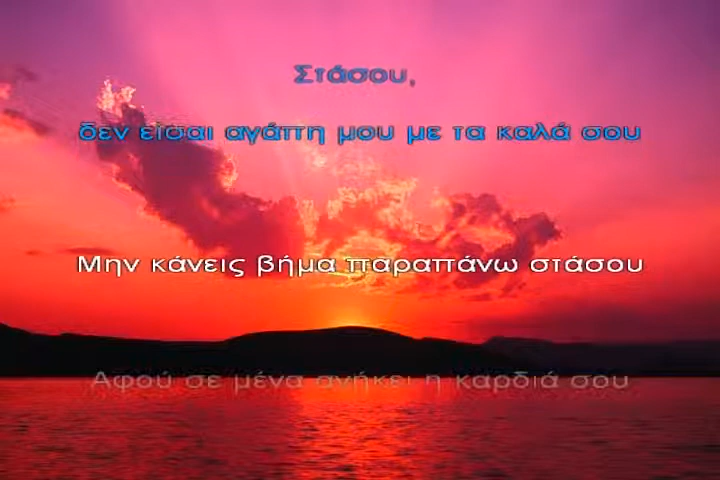 Στάσου,
δεν είσαι αγάπη μου με τα καλά σου
Μην κάνεις βήμα παραπάνω στάσου
Αφού σε μένα ανήκει η καρδιά σου